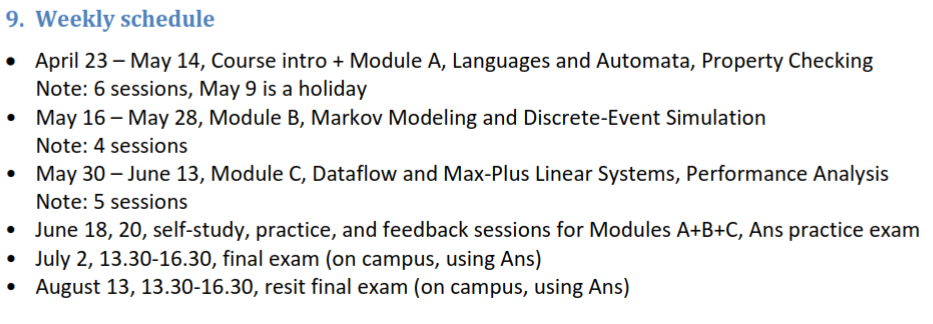 9. Weekly schedule
• April 23 – May 14, Course intro + Module A, Languages and Automata, Property Checking
Note: 6 sessions, May 9 is a holiday
• May 16 – May 28, Module B, Markov Modeling and Discrete-Event Simulation
Note: 4 sessions
• May 30 – June 13, Module C, Dataflow and Max-Plus Linear Systems, Performance Analysis
Note: 5 sessions
• June 18, 20, self-study, practice, and feedback sessions for Modules A+B+C, Ans practice exam
• July 2, 13.30-16.30, final exam (on campus, using Ans)
• August 13, 13.30-16.30, resit final exam (on campus, using Ans)